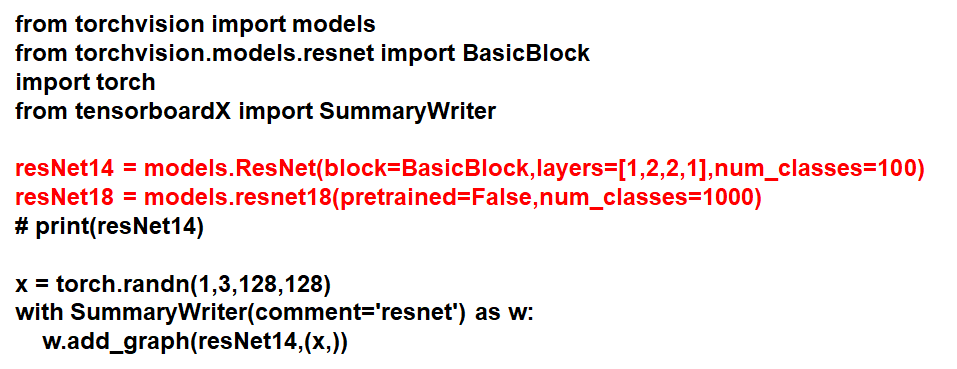 from torchvision import models
from torchvision.models.resnet import BasicBlock
import torch
from tensorboardX import SummaryWriter
resNet14 = models.ResNet(block=BasicBlock,layers=[1,2,2,1],num_classes=100)
resNet18 = models.resnet18(pretrained=False,num_classes=1000)
# print(resNet14)
x = torch.randn(1,3,128,128)
with SummaryWriter(comment='resnet') as w:
    w.add_graph(resNet14,(x,))